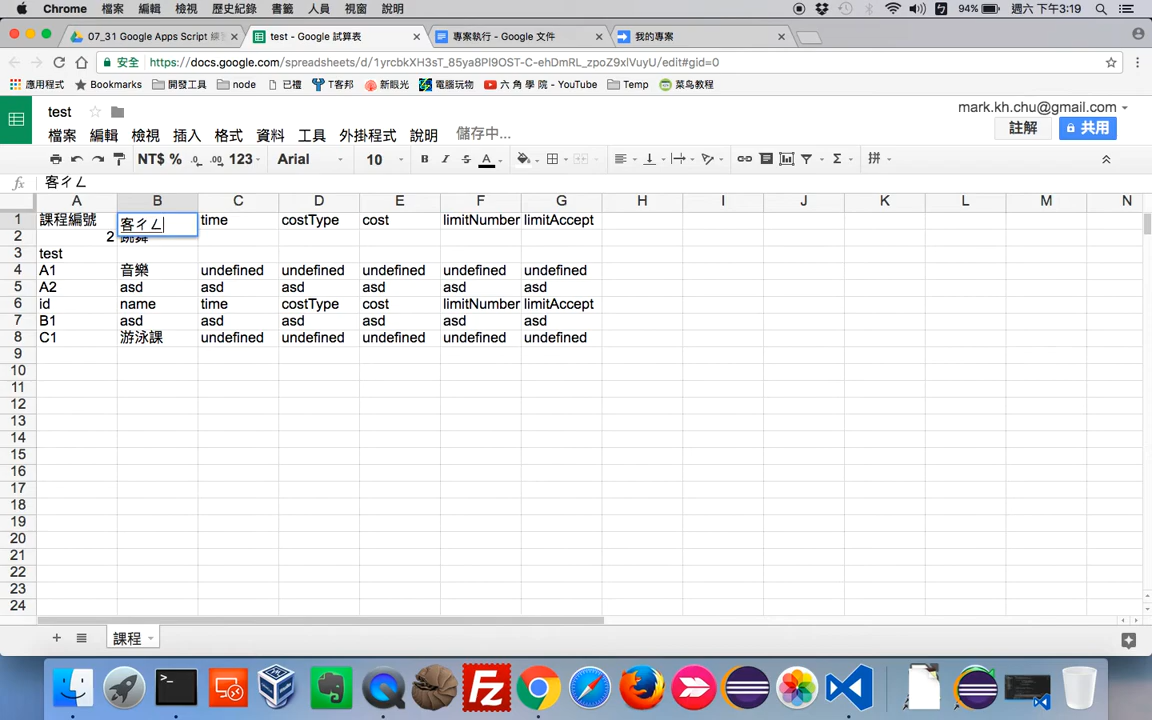 Chrome 檔案 編輯 檢視 歷史紀錄 書籤 人員 視窗 說明 94% 週六 下午3:19
07_31 Google Apps Script 練 test - Google 試算表 專案執行 - Google 文件 我的專案
安全 https://docs.google.com/spreadsheets/d/1yrcbkXH3sT_85ya8Pl9OST-C-ehDmRL_zpoZ9xlVuyU/edit#gid=0
應用程式 Bookmarks 開發工具 node 已禮 T客邦 新觀光 電腦玩物 六 角 學 院 - YouTube Temp 菜鸟教程
test mark.kh.chu@gmail.com
檔案 編輯 檢視 插入 格式 資料 工具 外掛程式 說明 儲存中... 註解 共用
NT$ % .0 .00 123 Arial 10 B I S A Σ 拼
fx 客ㄔㄥ
A B C D E F G H I J K L M N
1 課程編號 客ㄔㄥ time costType cost limitNumber limitAccept
2 2 跳舞
3 test
4 A1 音樂 undefined undefined undefined undefined undefined
5 A2 asd asd asd asd asd asd
6 id name time costType cost limitNumber limitAccept
7 B1 asd asd asd asd asd asd
8 C1 游泳課 undefined undefined undefined undefined undefined
9
10
11
12
13
14
15
16
17
18
19
20
21
22
23
24
課程